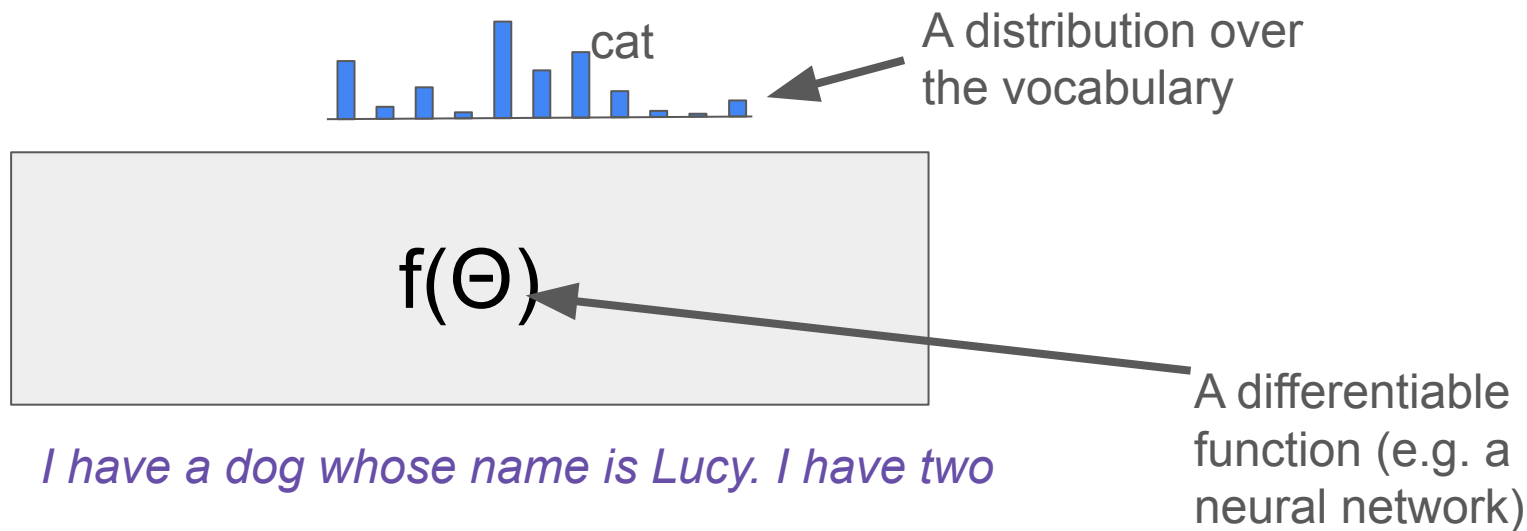 cat
A distribution over
the vocabulary
f(Θ)
I have a dog whose name is Lucy. I have two
A differentiable
function (e.g. a
neural network)